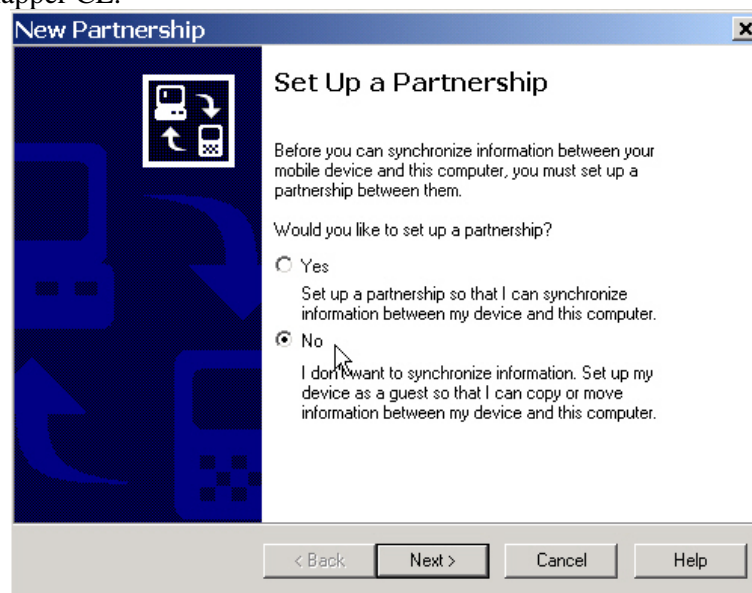 New Partnership
Set Up a Partnership
Before you can synchronize information between your
mobile device and this computer, you must set up a
partnership between them.
Would you like to set up a partnership?
Yes
Set up a partnership so that I can synchronize
information between my device and this computer.
No
I don't want to synchronize information. Set up my
device as a guest so that I can copy or move
information between my device and this computer.
< Back Next > Cancel Help